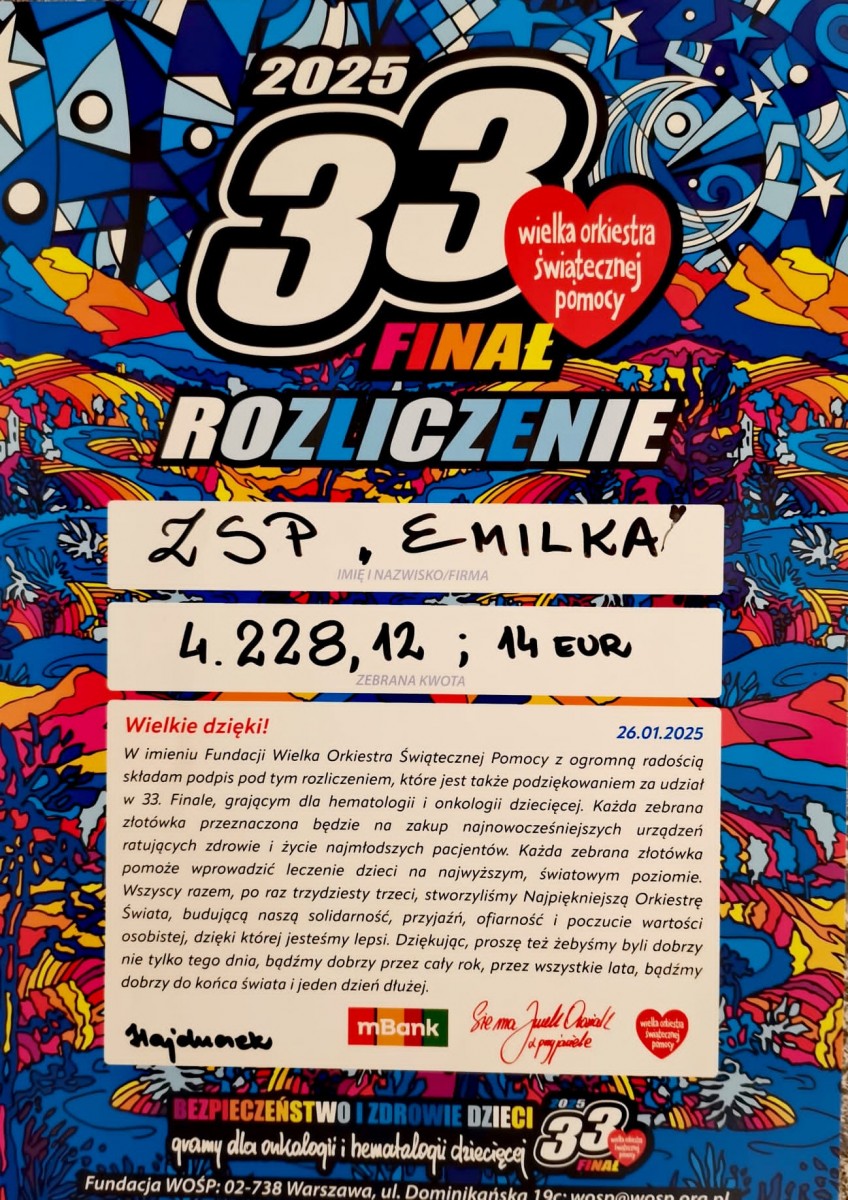 2025
33
wielka orkiestra
świątecznej
pomocy
FINAŁ
ROZLICZENIE
ZSP „EMILKA”
IMIĘ I NAZWISKO/FIRMA
4.228,12 ; 14 EUR
ZEBRANA KWOTA
Wielkie dzięki!
26.01.2025
W imieniu Fundacji Wielka Orkiestra Świątecznej Pomocy z ogromną radością
składam podpis pod tym rozliczeniem, które jest także podziękowaniem za udział
w 33. Finale, grającym dla hematologii i onkologii dziecięcej. Każda zebrana
złotówka przeznaczona będzie na zakup najnowocześniejszych urządzeń
ratujących zdrowie i życie najmłodszych pacjentów. Każda zebrana złotówka
pomoże wprowadzić leczenie dzieci na najwyższym, światowym poziomie.
Wszyscy razem, po raz trzydziesty trzeci, stworzyliśmy Najpiękniejszą Orkiestrę
Świata, budującą naszą solidarność, przyjaźń, ofiarność i poczucie wartości
osobistej, dzięki której jesteśmy lepsi. Dziękując, proszę też żebyśmy byli dobrzy
nie tylko tego dnia, bądźmy dobrzy przez cały rok, przez wszystkie lata, bądźmy
dobrzy do końca świata i jeden dzień dłużej.
mBank
Sie ma Jurek Owsiak
z przyjaciele
wielka orkiestra
świątecznej
pomocy
BEZPIECZEŃSTWO I ZDROWIE DZIECI
gramy dla onkologii i hematologii dziecięcej
2025
33
FINAŁ
Fundacja WOŚP: 02-738 Warszawa, ul. Dominikańska 19c; wosp@wosp.org.pl